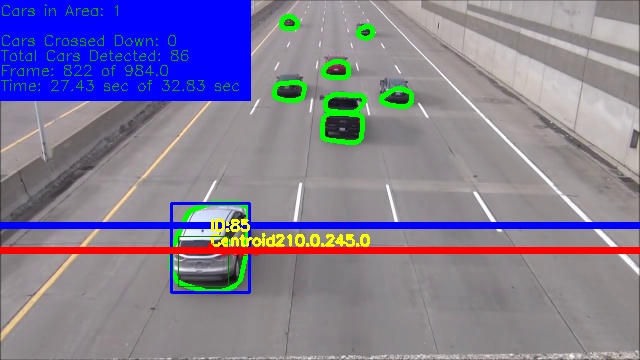 Cars in Area: 1
Cars Crossed Down: 0
Total Cars Detected: 86
Frame: 822 of 984.0
Time: 27.43 sec of 32.83 sec
ID:85
Centroid210.0.245.0